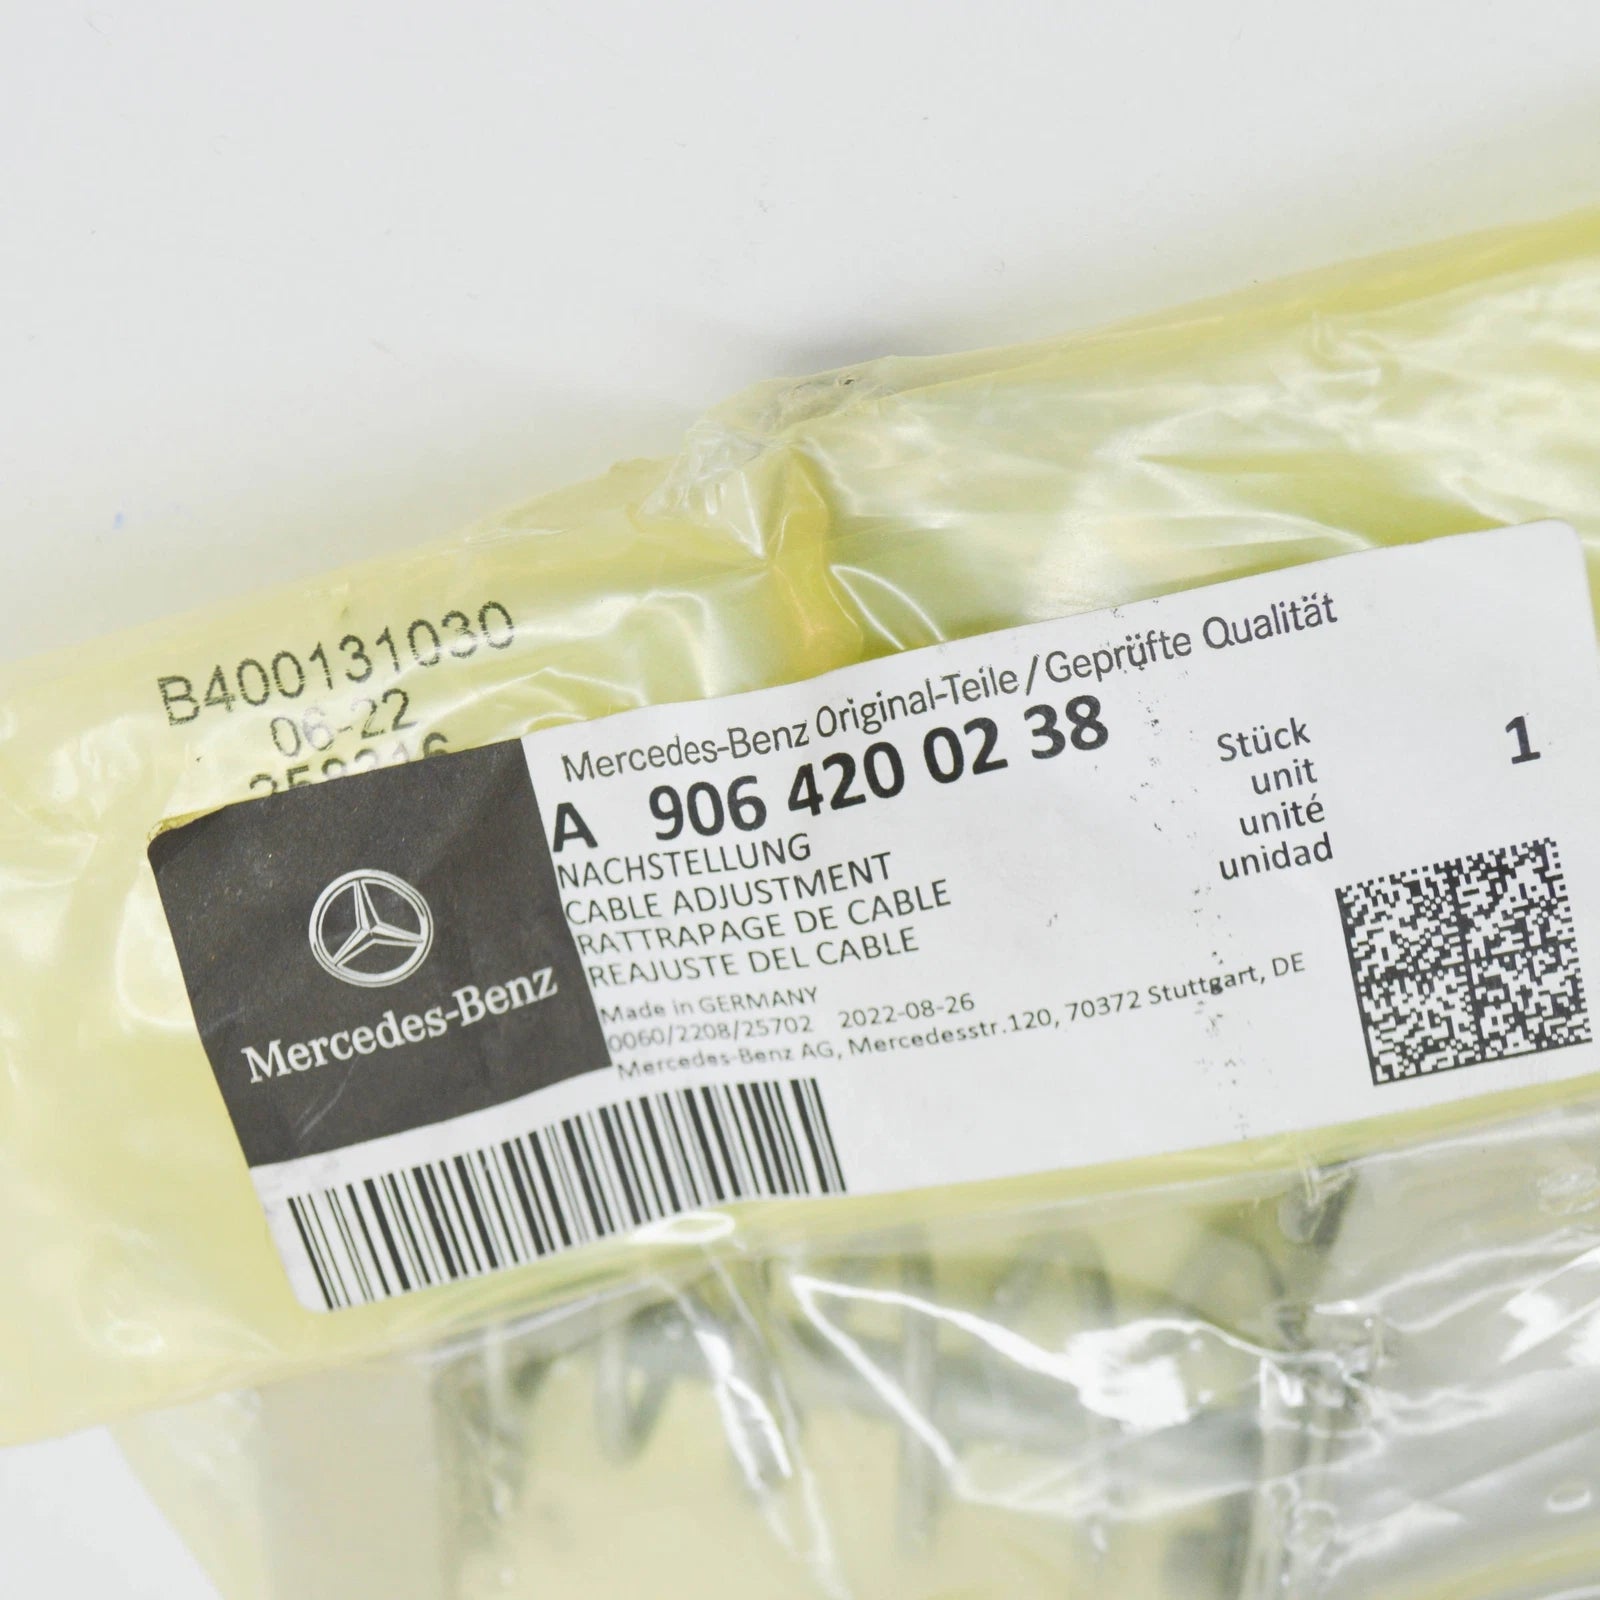 B400131030
06-22
Mercedes-Benz Original-Teile / Geprüfte Qualität
A 906 420 02 38
NACHSTELLUNG
CABLE ADJUSTMENT
RATTRAPAGE DE CABLE
REAJUSTE DEL CABLE
Stück
unit
unité
unidad
1
Made in GERMANY
0060/2208/25702 2022-08-26
Mercedes-Benz AG, Mercedesstr.120, 70372 Stuttgart, DE
Mercedes-Benz